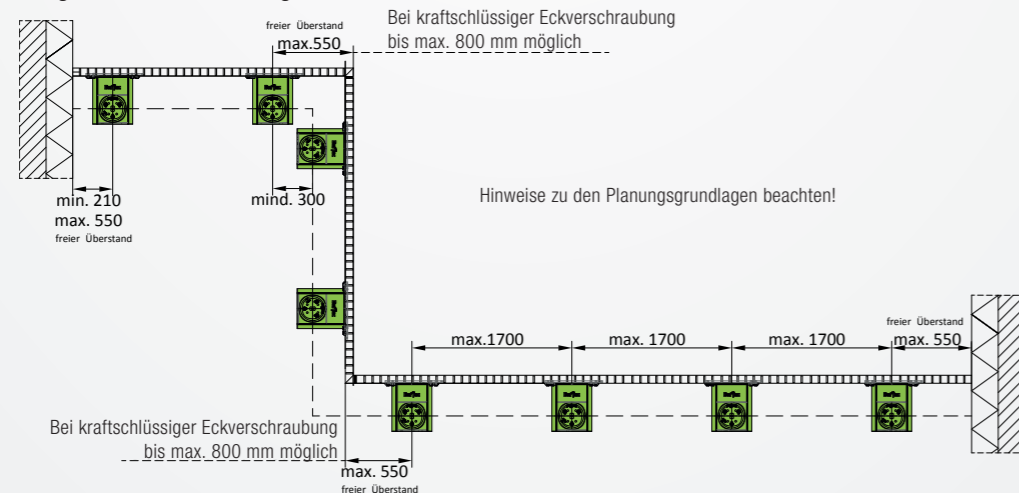 Bei kraftschlüssiger Eckverschraubung
bis max. 800 mm möglich
freier Überstand
max.550
min. 210
max. 550
freier Überstand
mind. 300
Hinweise zu den Planungsgrundlagen beachten!
max.1700
max. 1700
max. 1700
freier Überstand
max. 550
Bei kraftschlüssiger Eckverschraubung
bis max. 800 mm möglich
max. 550
freier Überstand